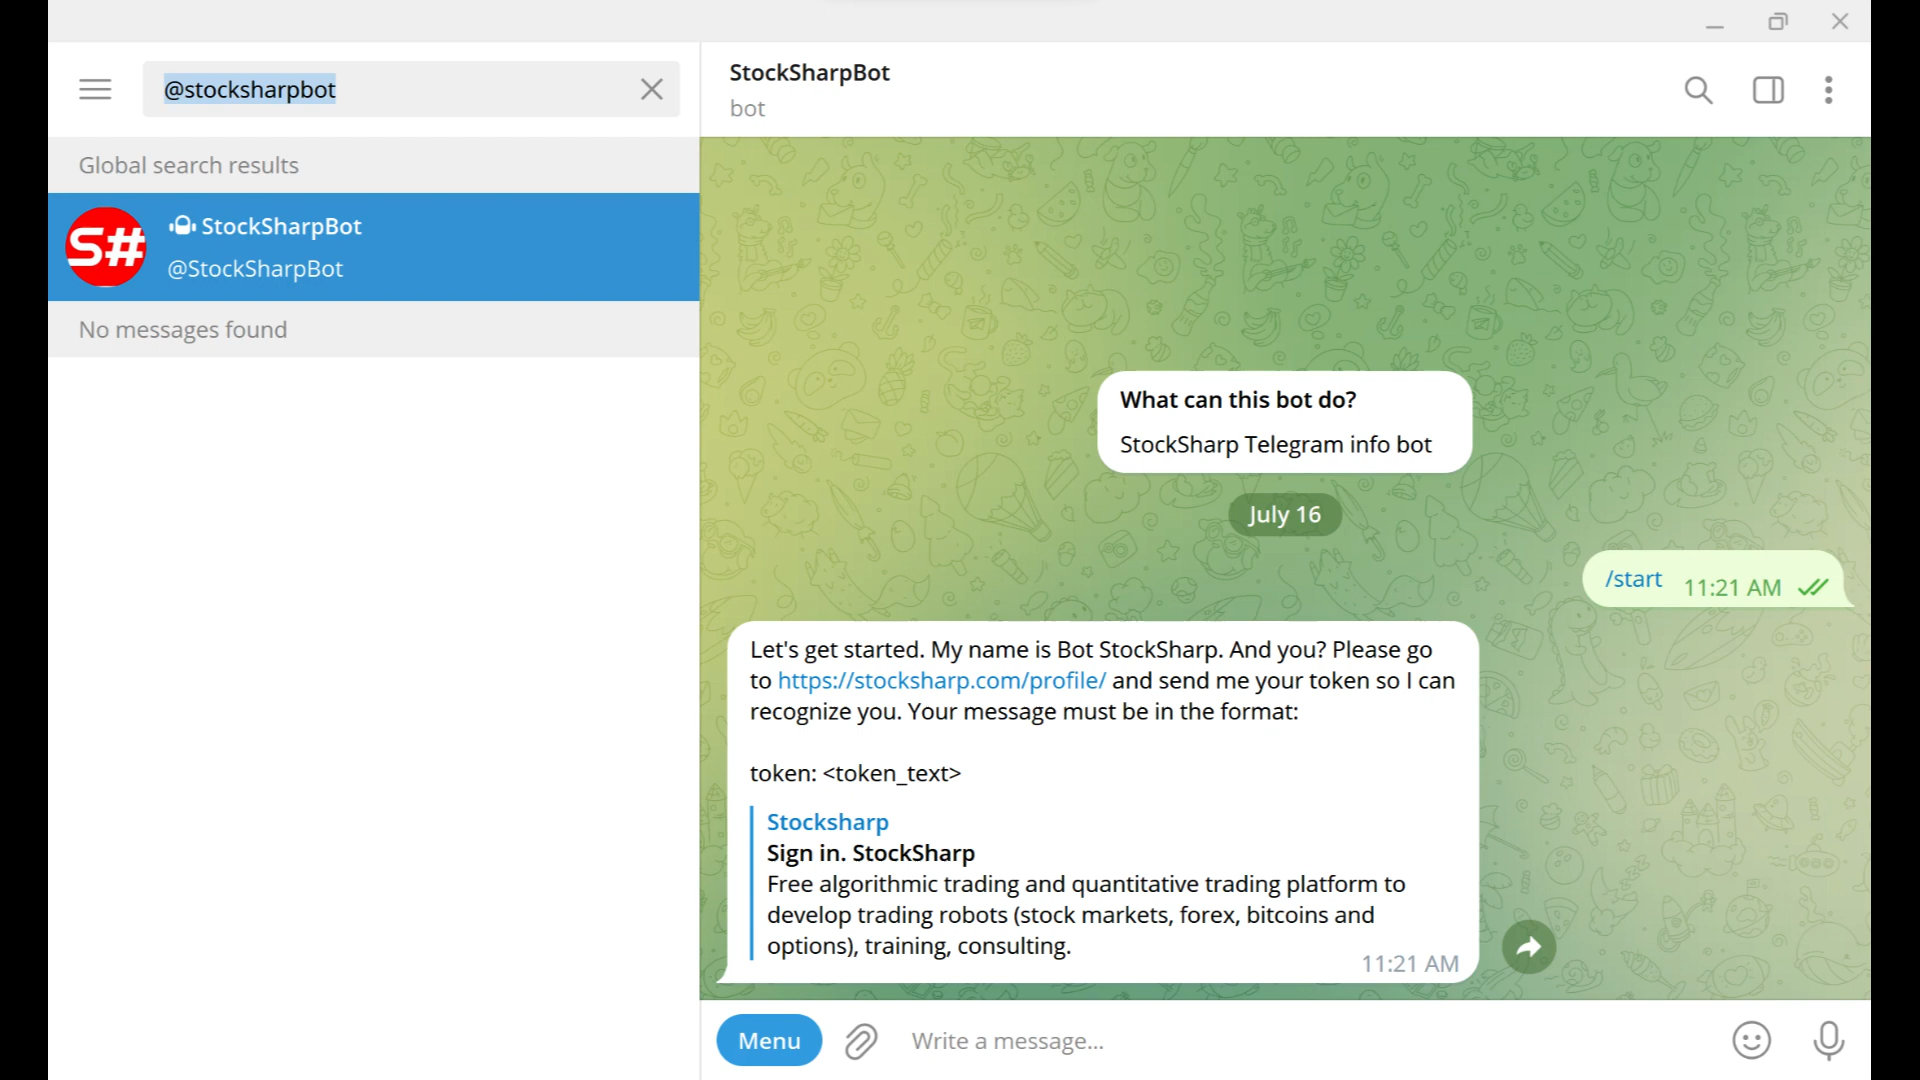 @stocksharpbot
Global search results
S#
StockSharpBot
@StockSharpBot
No messages found
StockSharpBot
bot
What can this bot do?
StockSharp Telegram info bot
July 16
/start 11:21 AM
Let's get started. My name is Bot StockSharp. And you? Please go
to https://stocksharp.com/profile/ and send me your token so I can
recognize you. Your message must be in the format:
token: <token_text>
Stocksharp
Sign in. StockSharp
Free algorithmic trading and quantitative trading platform to
develop trading robots (stock markets, forex, bitcoins and
options), training, consulting.
11:21 AM
Menu
Write a message...